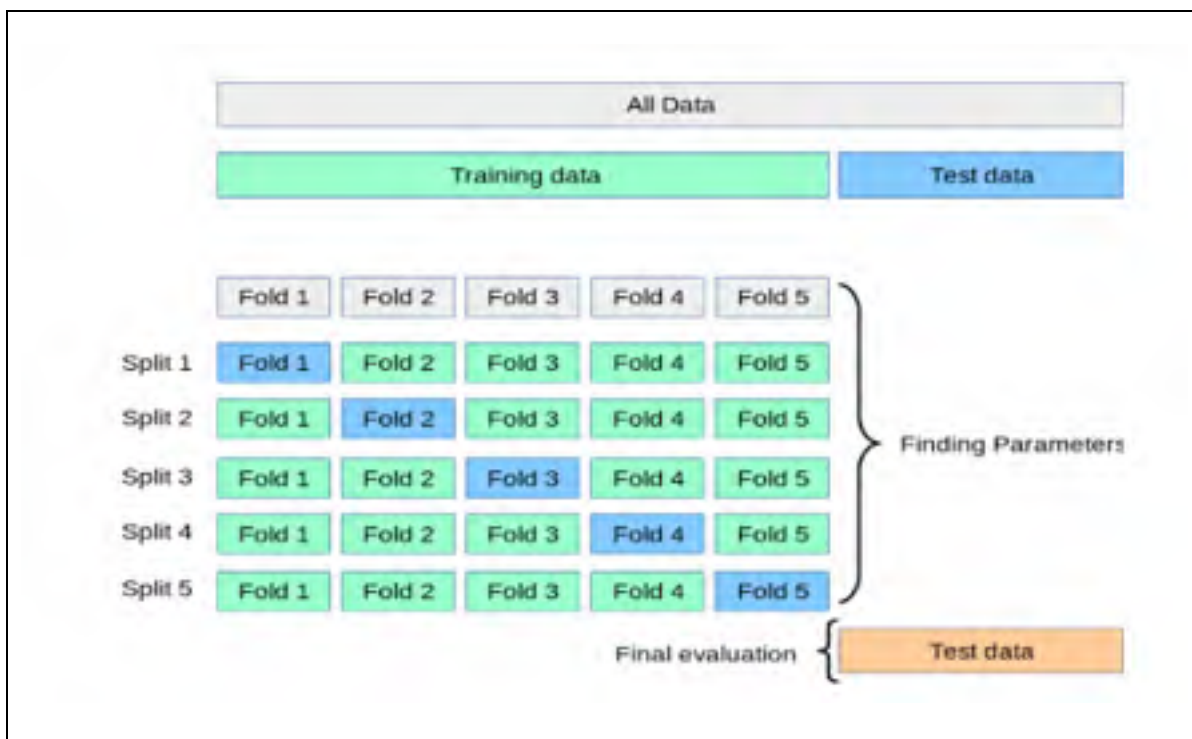 All Data
Training data Test data
Fold 1 Fold 2 Fold 3 Fold 4 Fold 5
Split 1 Fold 1 Fold 2 Fold 3 Fold 4 Fold 5
Split 2 Fold 1 Fold 2 Fold 3 Fold 4 Fold 5
Finding Parameters
Split 3 Fold 1 Fold 2 Fold 3 Fold 4 Fold 5
Split 4 Fold 1 Fold 2 Fold 3 Fold 4 Fold 5
Split 5 Fold 1 Fold 2 Fold 3 Fold 4 Fold 5
Final evaluation Test data